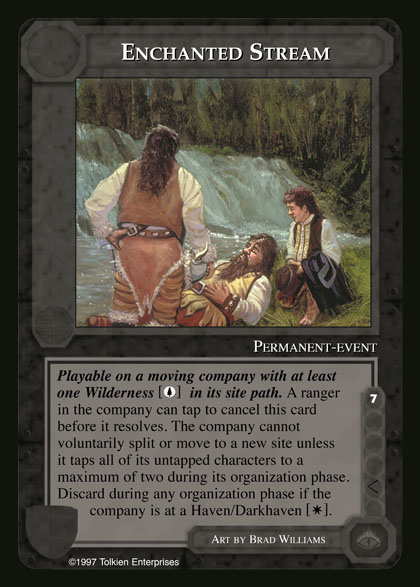 Enchanted Stream
Permanent-event
Playable on a moving company with at least
one Wilderness [ ] in its site path. A ranger
in the company can tap to cancel this card
before it resolves. The company cannot
voluntarily split or move to a new site unless
it taps all of its untapped characters to a
maximum of two during its organization phase.
Discard during any organization phase if the
company is at a Haven/Darkhaven [☀].
7
Art by Brad Williams
©1997 Tolkien Enterprises